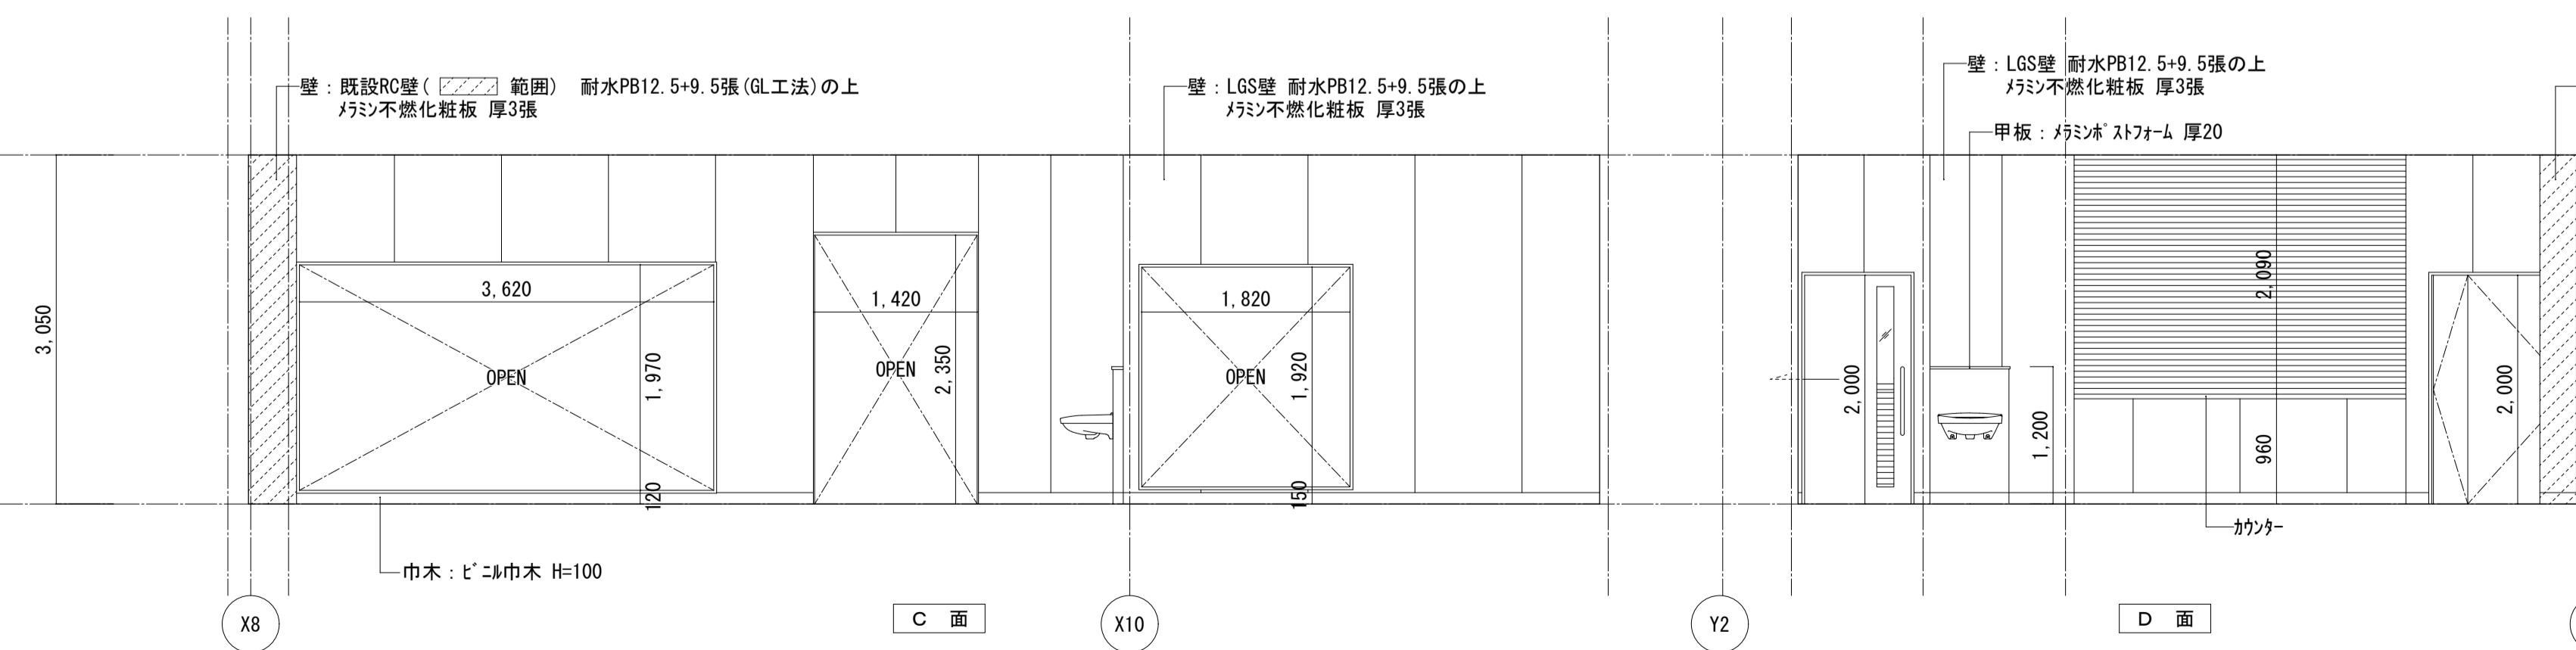 壁：既設RC壁( 範囲) 耐水PB12.5+9.5張(GL工法)の上
ﾒﾗﾐﾝ不燃化粧板 厚3張
壁：LGS壁 耐水PB12.5+9.5張の上
ﾒﾗﾐﾝ不燃化粧板 厚3張
壁：LGS壁 耐水PB12.5+9.5張の上
ﾒﾗﾐﾝ不燃化粧板 厚3張
甲板：ﾒﾗﾐﾝﾎﾟｽﾄﾌｫｰﾑ 厚20
3,050
3,620
1,970
OPEN
120
1,420
OPEN
2,350
1,820
OPEN
1,920
150
2,000
1,200
2,090
960
2,000
ｶｳﾝﾀｰ
巾木：ﾋﾞﾆﾙ巾木 H=100
X8
C 面
X10
Y2
D 面